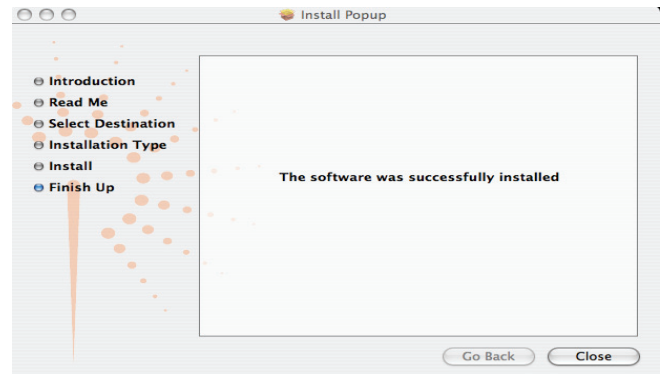 Install Popup
Introduction
Read Me
Select Destination
Installation Type
Install
Finish Up
The software was successfully installed
Go Back
Close